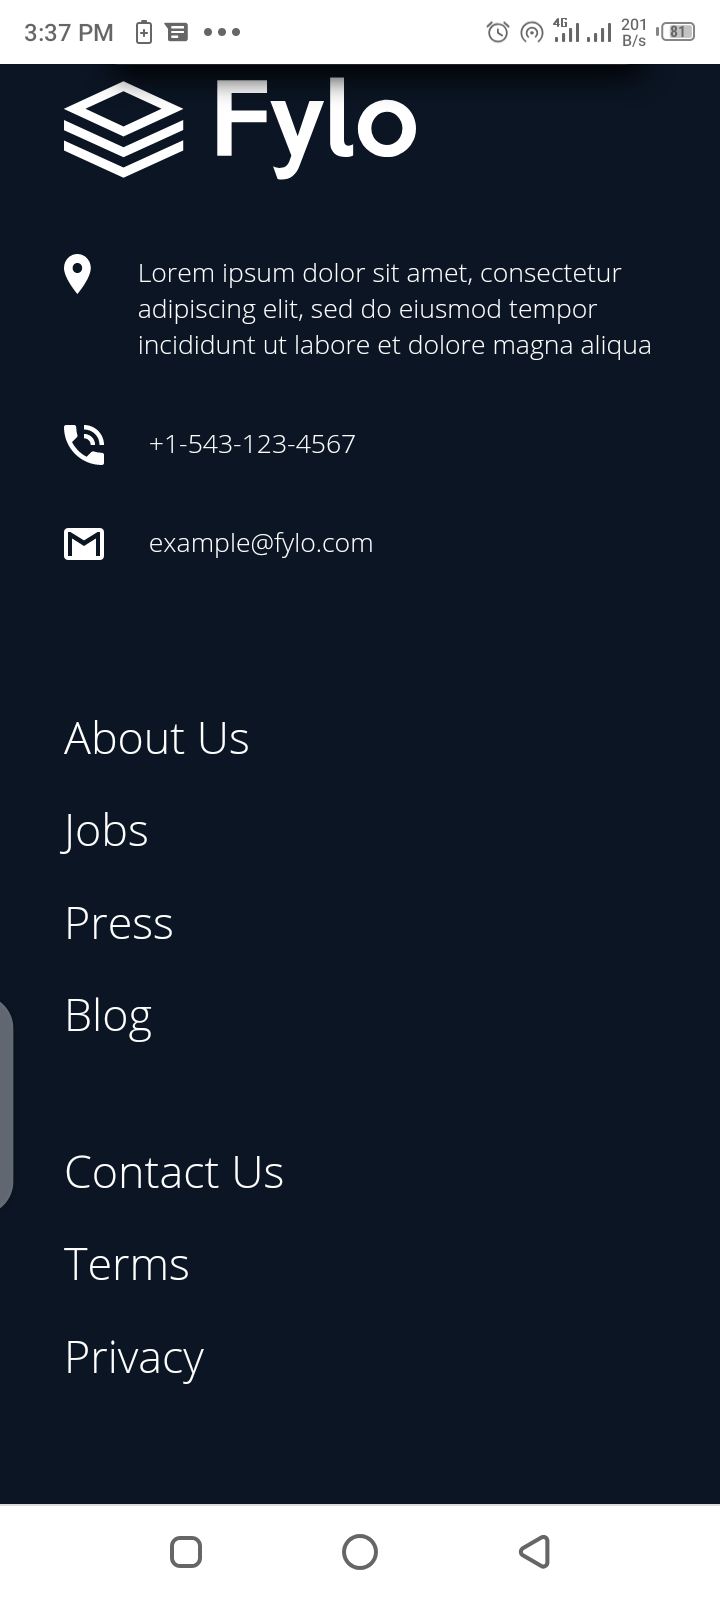 3:37 PM
4G
201
B/s
81
Fylo
Lorem ipsum dolor sit amet, consectetur
adipiscing elit, sed do eiusmod tempor
incididunt ut labore et dolore magna aliqua
+1-543-123-4567
example@fylo.com
About Us
Jobs
Press
Blog
Contact Us
Terms
Privacy